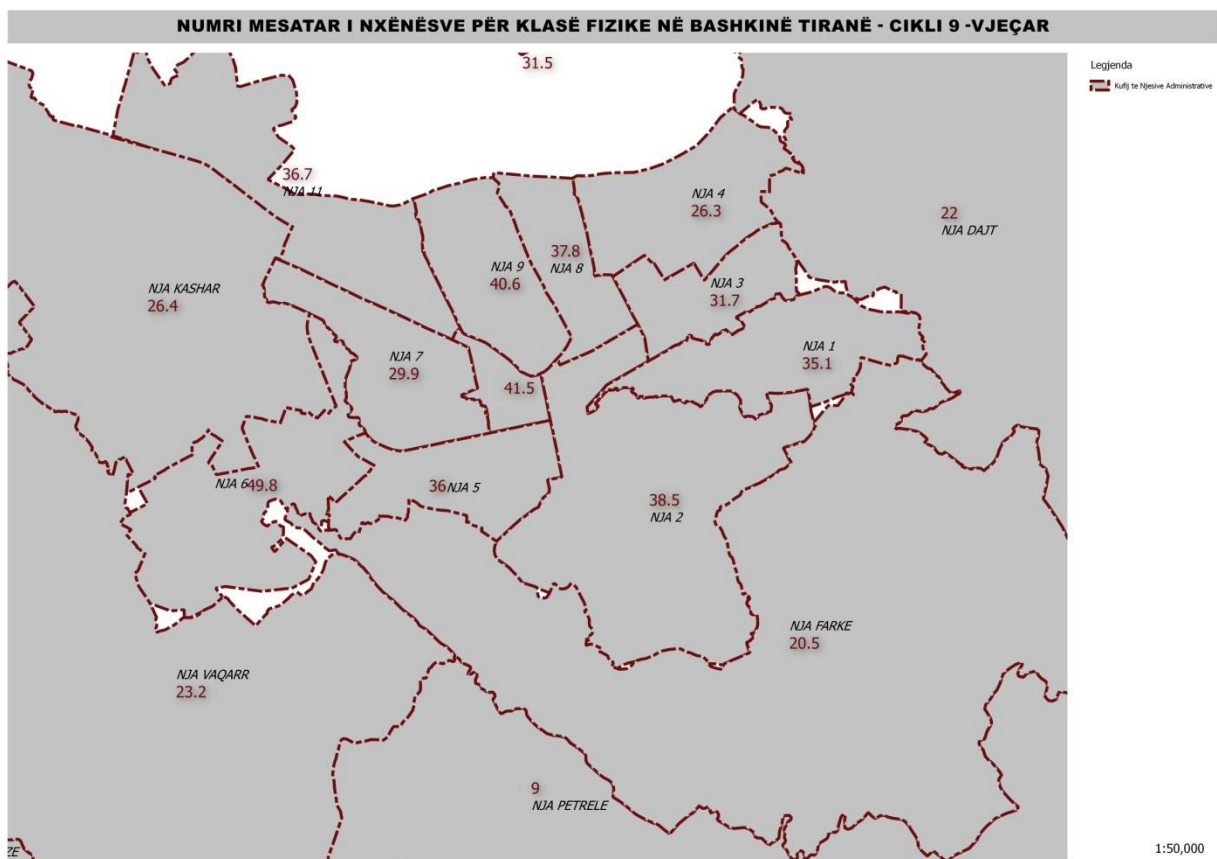 NUMRI MESATAR I NXËNËSVE PËR KLASË FIZIKE NË BASHKINË TIRANË - CIKLI 9 -VJEÇAR
31.5
Legjenda
Kufij te Njesive Administrative
36.7
NJA 11
NJA 4
26.3
22
NJA DAJT
37.8
NJA 8
NJA 9
40.6
NJA 3
31.7
NJA KASHAR
26.4
NJA 1
35.1
NJA 7
29.9
41.5
NJA 6 49.8
36 NJA 5
38.5
NJA 2
NJA FARKE
20.5
NJA VAQARR
23.2
9
NJA PETRELE
ZE
1:50,000